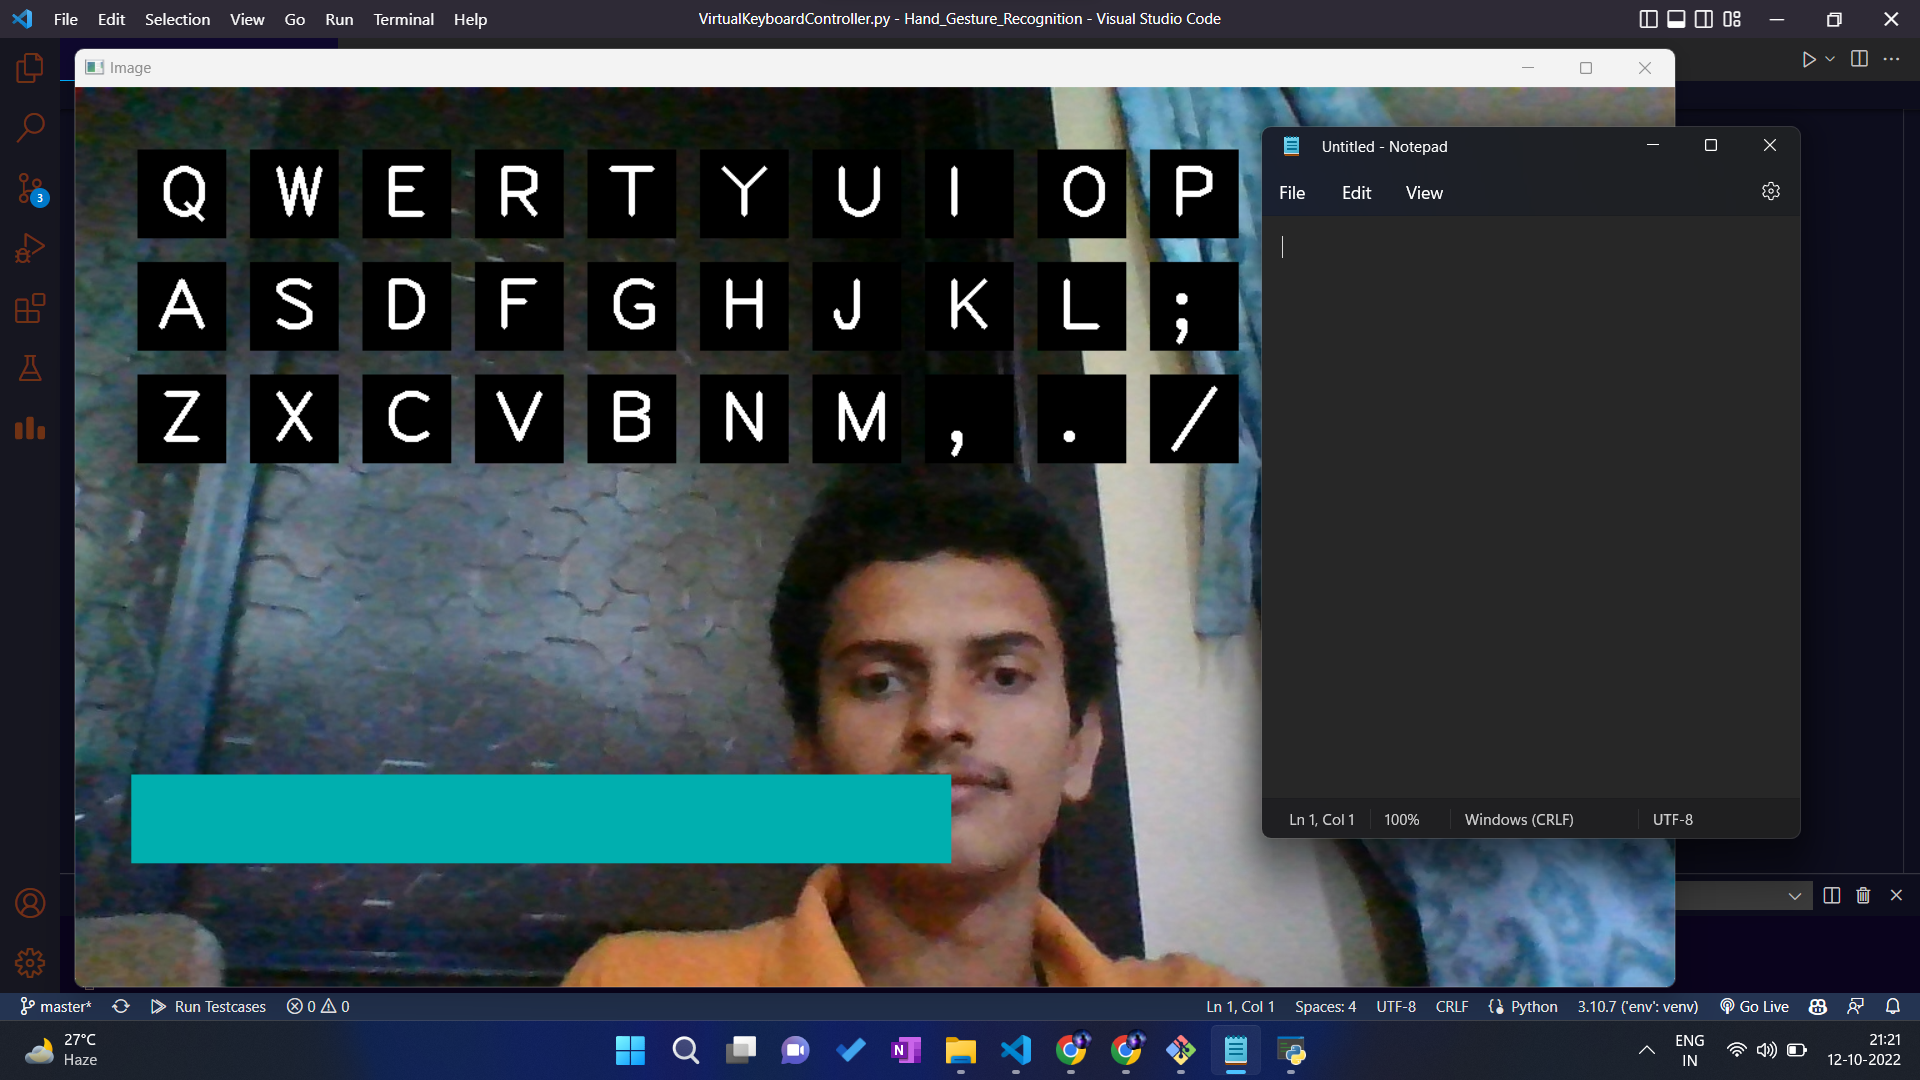 File Edit Selection View Go Run Terminal Help VirtualKeyboardController.py - Hand_Gesture_Recognition - Visual Studio Code
Image
Untitled - Notepad
File Edit View
Q W E R T Y U I O P
A S D F G H J K L ;
Z X C V B N M , . /
3
Ln 1, Col 1 100% Windows (CRLF) UTF-8
master* Run Testcases 0 0 Ln 1, Col 1 Spaces: 4 UTF-8 CRLF Python 3.10.7 ('env': venv) Go Live
27°C
Haze
ENG
IN
21:21
12-10-2022